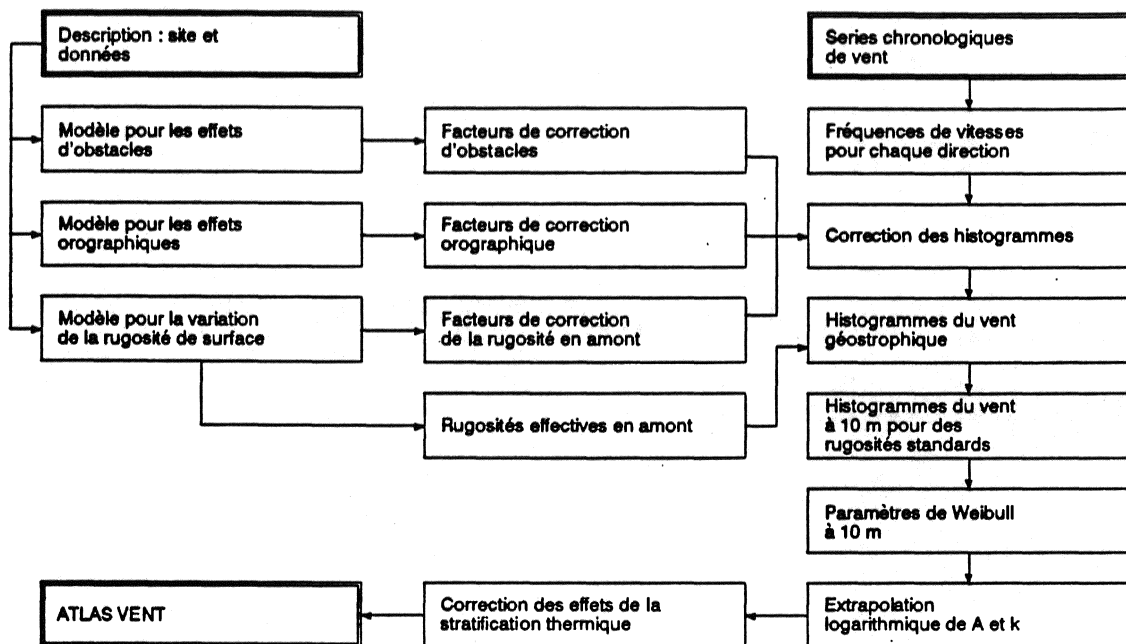 Description : site et
données
Series chronologiques
de vent
Modèle pour les effets
d'obstacles
Facteurs de correction
d'obstacles
Fréquences de vitesses
pour chaque direction
Modèle pour les effets
orographiques
Facteurs de correction
orographique
Correction des histogrammes
Modèle pour la variation
de la rugosité de surface
Facteurs de correction
de la rugosité en amont
Histogrammes du vent
géostrophique
Rugosités effectives en amont
Histogrammes du vent
à 10 m pour des
rugosités standards
Paramètres de Weibull
à 10 m
ATLAS VENT
Correction des effets de la
stratification thermique
Extrapolation
logarithmique de A et k